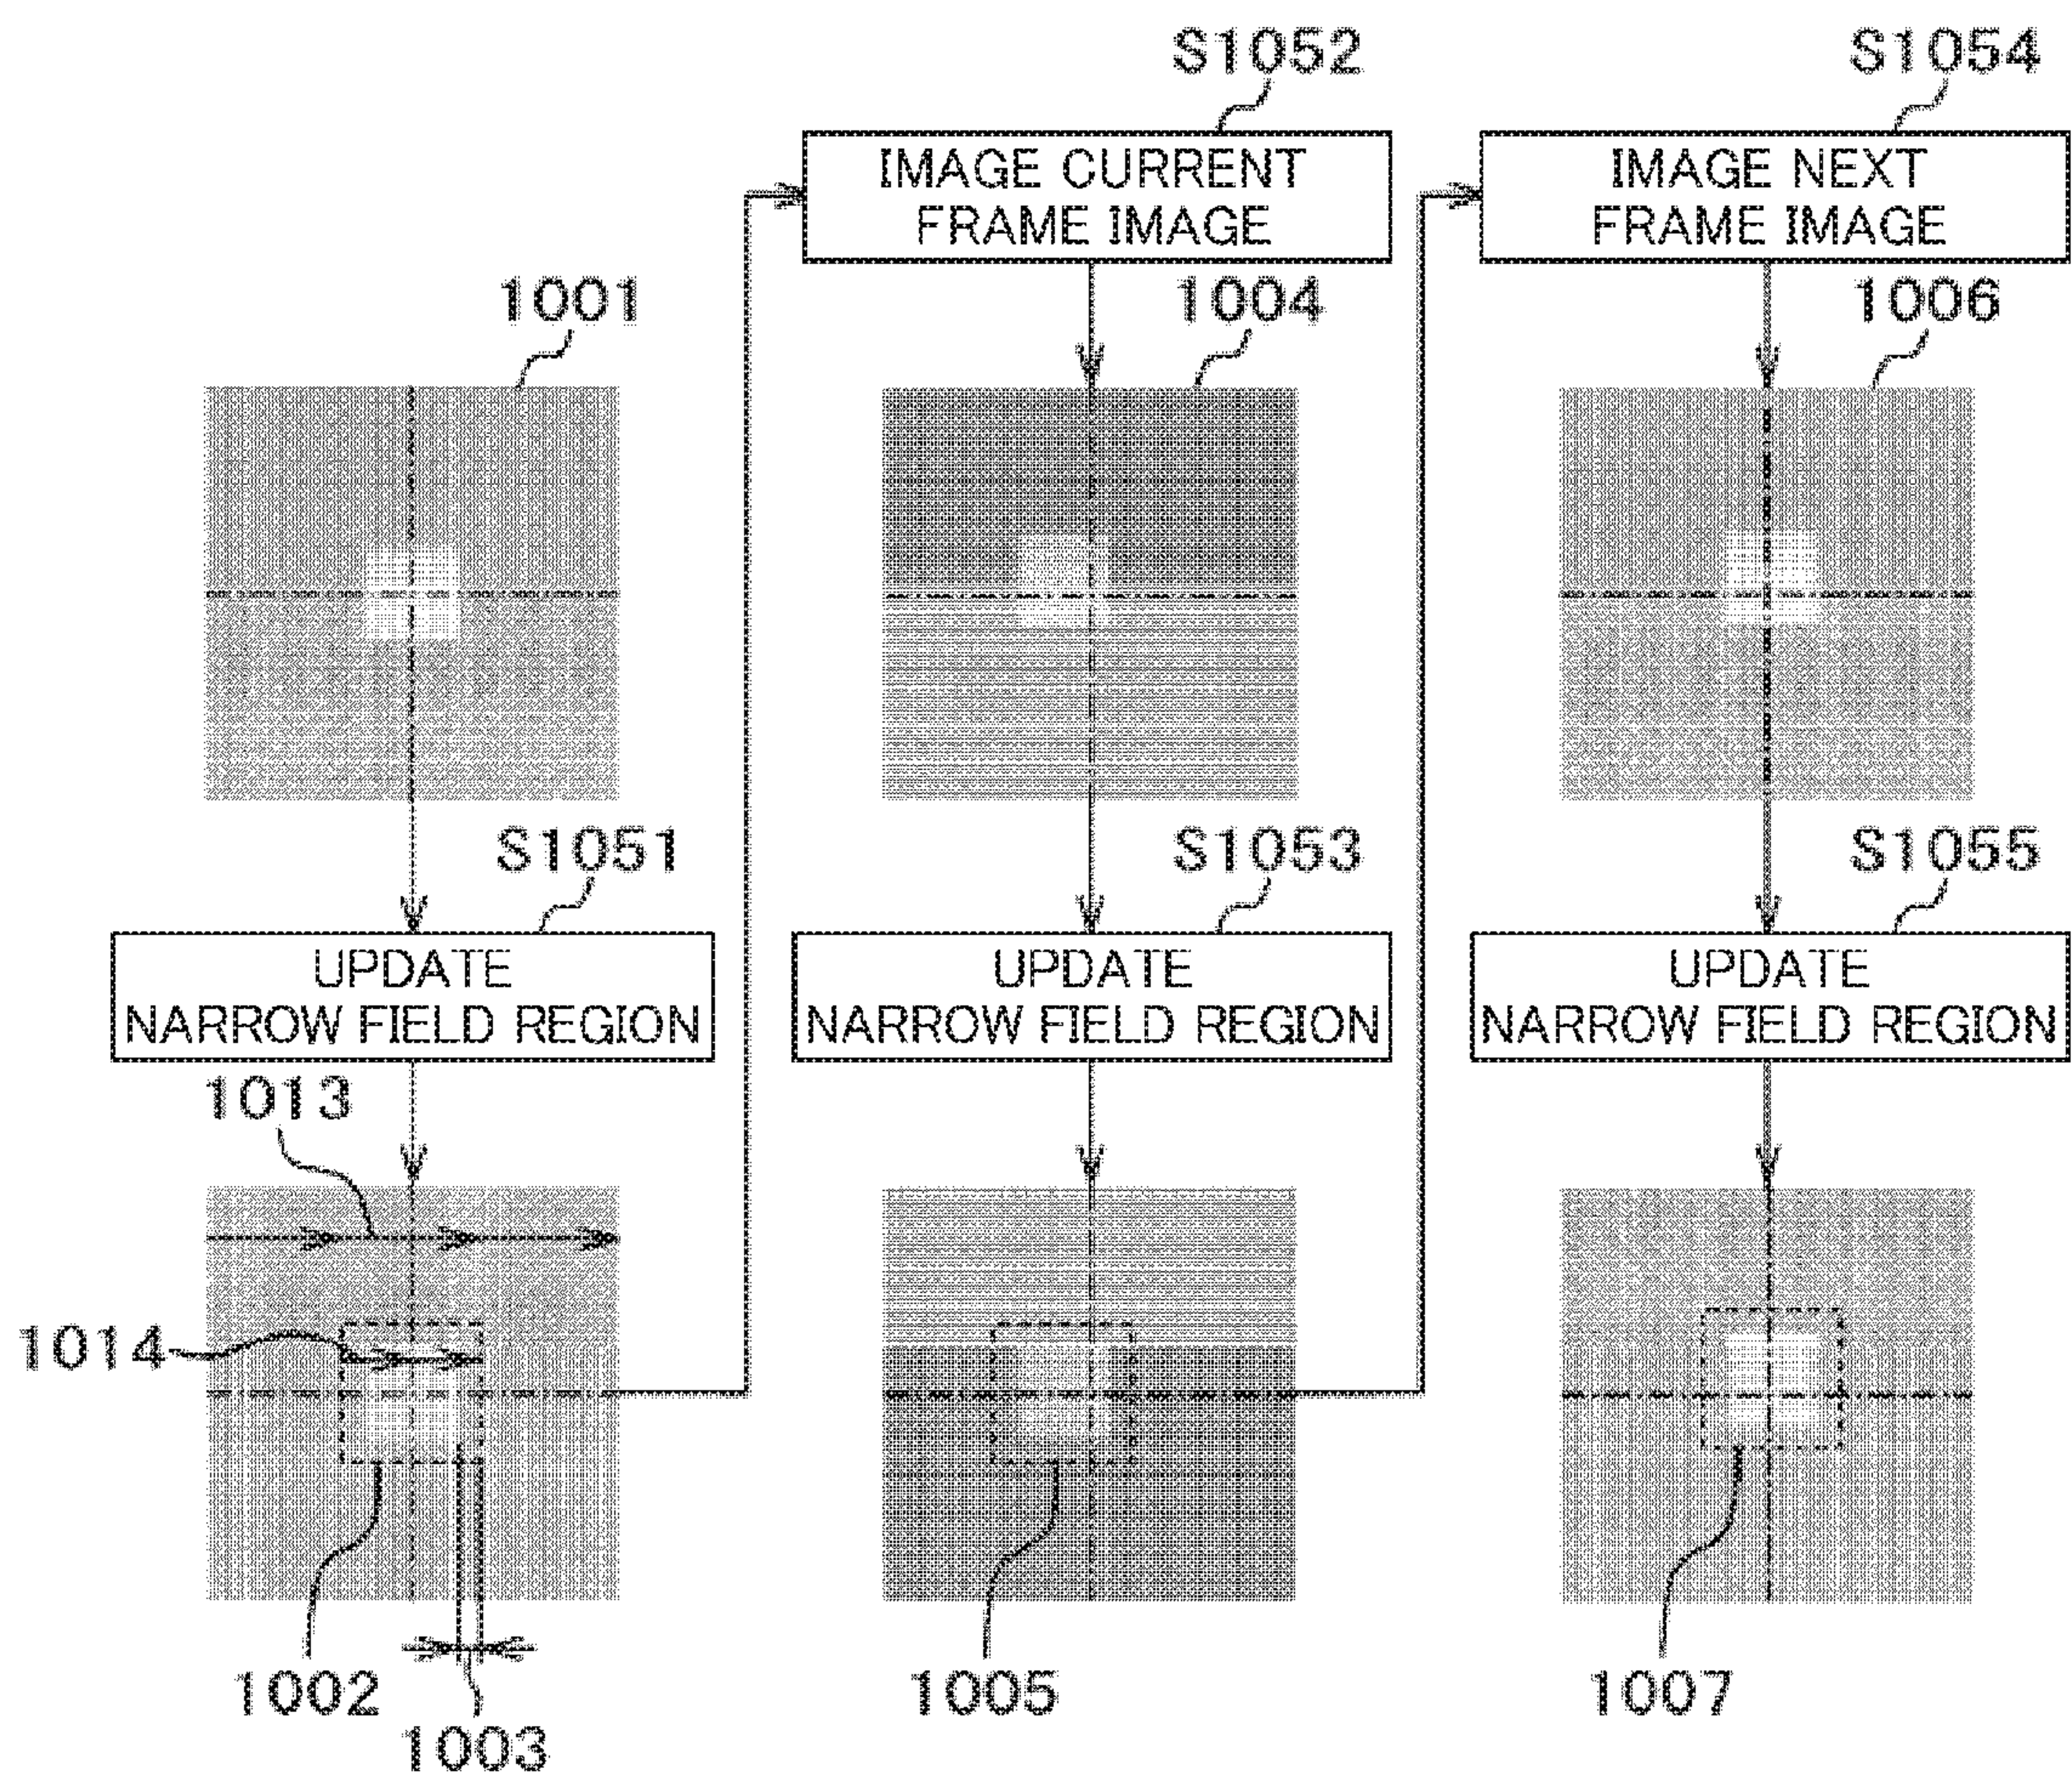 S1052
S1054
IMAGE CURRENT
FRAME IMAGE
IMAGE NEXT
FRAME IMAGE
1001
1004
1006
S1051
S1053
S1055
UPDATE
NARROW FIELD REGION
UPDATE
NARROW FIELD REGION
UPDATE
NARROW FIELD REGION
1013
1014
1002
1003
1005
1007